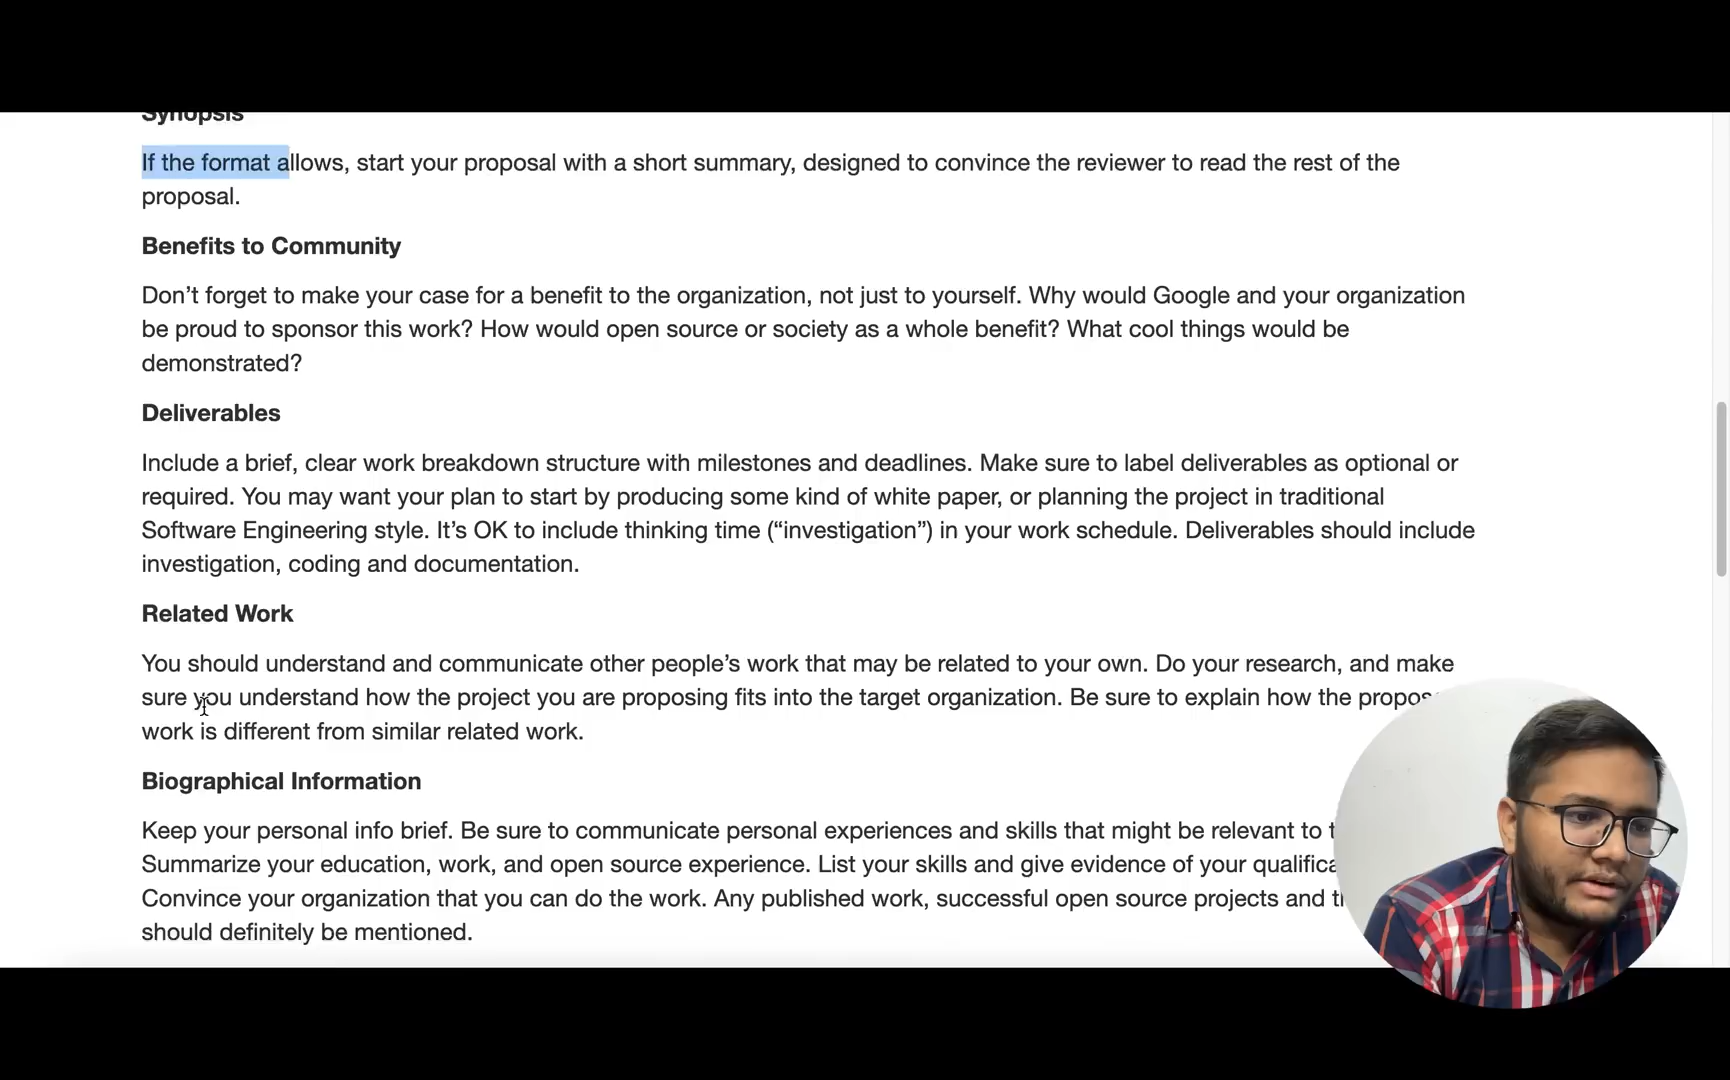 Synopsis
If the format allows, start your proposal with a short summary, designed to convince the reviewer to read the rest of the
proposal.
Benefits to Community
Don’t forget to make your case for a benefit to the organization, not just to yourself. Why would Google and your organization
be proud to sponsor this work? How would open source or society as a whole benefit? What cool things would be
demonstrated?
Deliverables
Include a brief, clear work breakdown structure with milestones and deadlines. Make sure to label deliverables as optional or
required. You may want your plan to start by producing some kind of white paper, or planning the project in traditional
Software Engineering style. It’s OK to include thinking time (“investigation”) in your work schedule. Deliverables should include
investigation, coding and documentation.
Related Work
You should understand and communicate other people’s work that may be related to your own. Do your research, and make
sure you understand how the project you are proposing fits into the target organization. Be sure to explain how the
work is different from similar related work.
Biographical Information
Keep your personal info brief. Be sure to communicate personal experiences and skills that might be relevant to
Summarize your education, work, and open source experience. List your skills and give evidence of your
Convince your organization that you can do the work. Any published work, successful open source projects and
should definitely be mentioned.